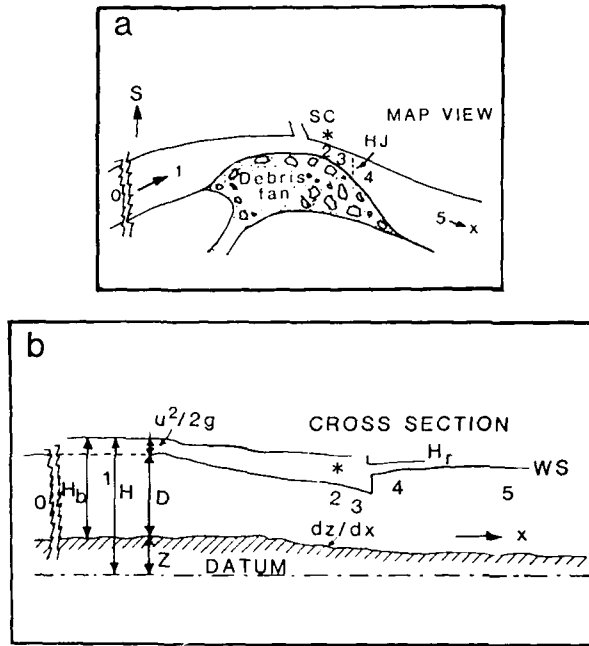 a
S
SC
MAP VIEW
*
HJ
2
3
1
4
0
Debris
fan
5
x
b
u²/2g
CROSS SECTION
Hr
*
WS
0
Hb
1
H
D
2
3
4
5
dz/dx
x
Z
DATUM